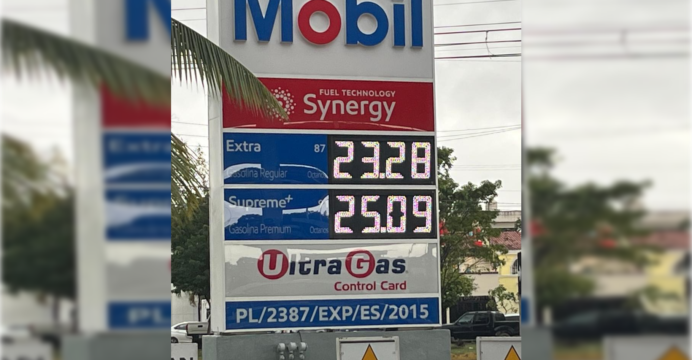 Mobil
FUEL TECHNOLOGY
Synergy
Extra 87 23.28
Gasolina Regular Octanos
Supreme+ 25.09
Gasolina Premium
UltraGas
Control Card
PL/2387/EXP/ES/2015